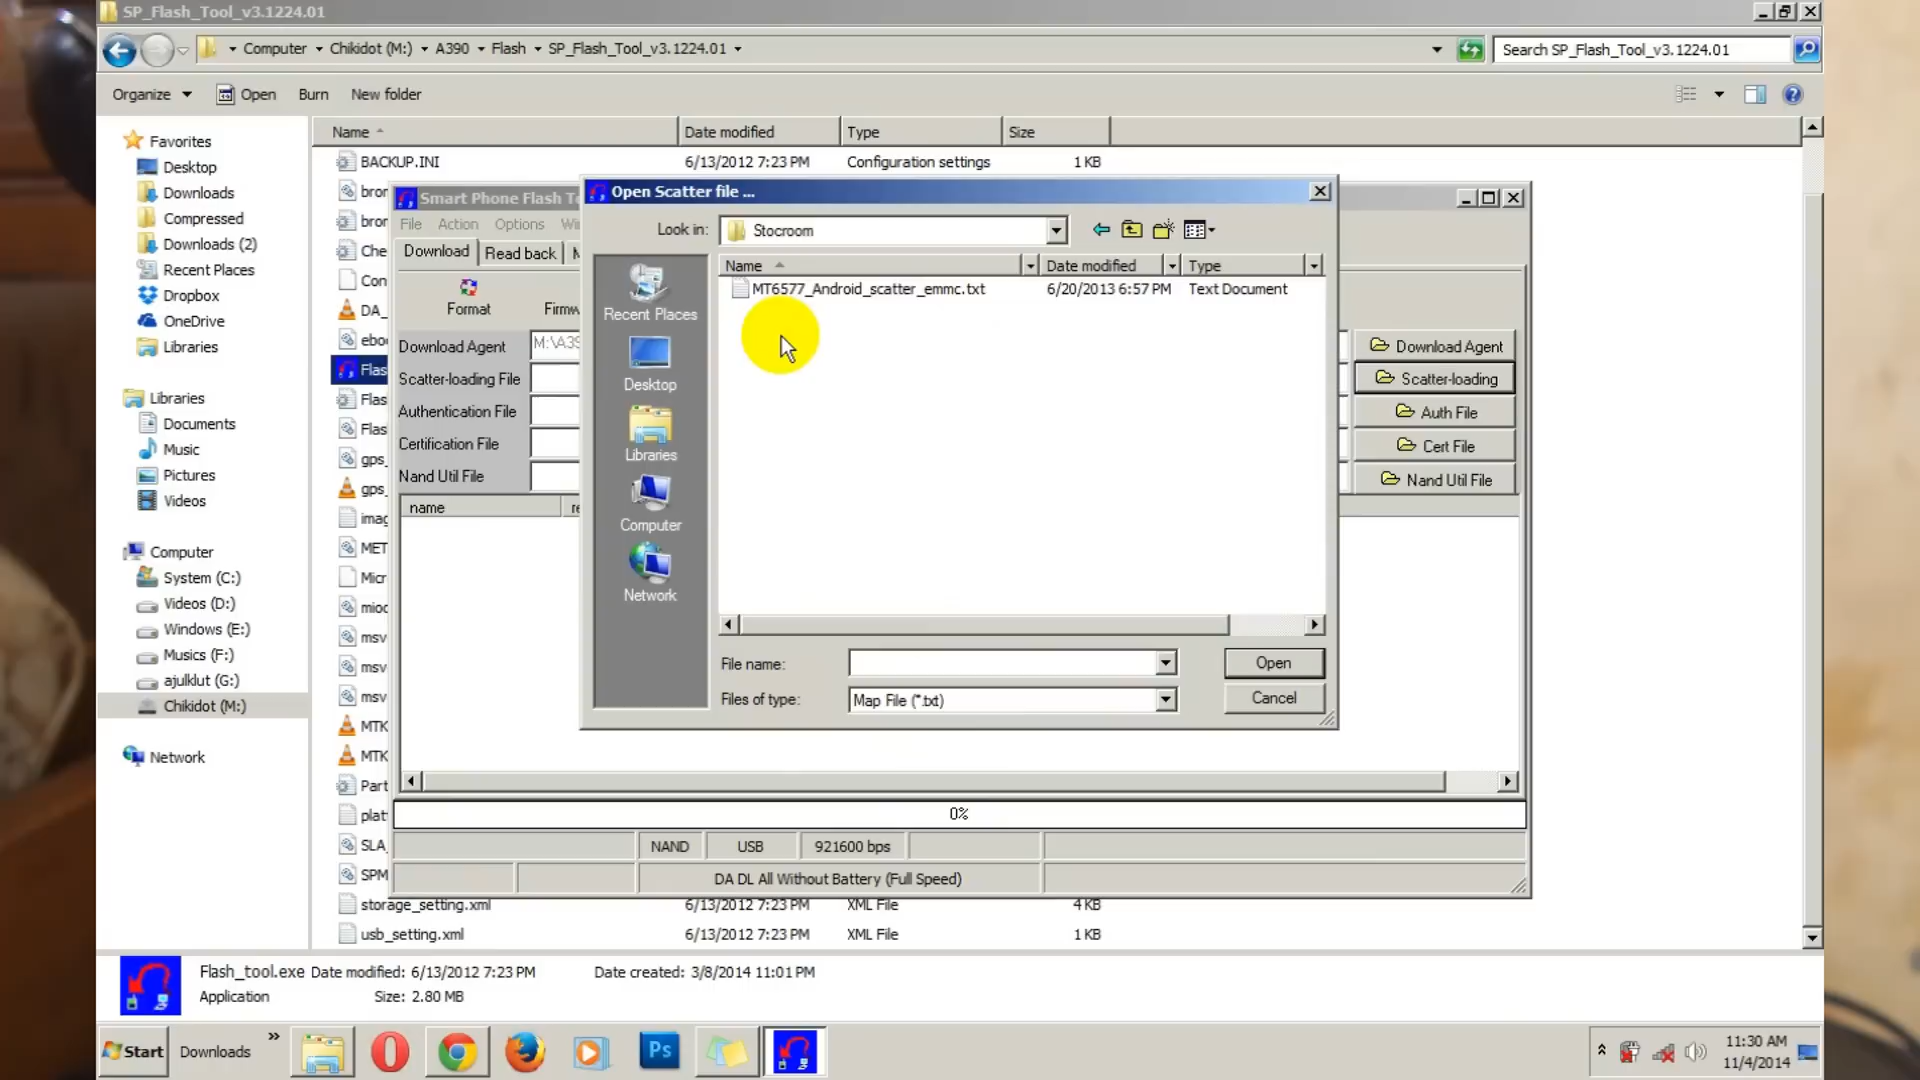 SP_Flash_Tool_v3.1224.01
Computer Chikidot (M:) A390 Flash SP_Flash_Tool_v3.1224.01
Search SP_Flash_Tool_v3.1224.01
Organize Open Burn New folder
Favorites
Desktop
Downloads
Compressed
Downloads (2)
Recent Places
Dropbox
OneDrive
Libraries
Libraries
Documents
Music
Pictures
Videos
Computer
System (C:)
Videos (D:)
Windows (E:)
Musics (F:)
ajulklut (G:)
Chikidot (M:)
Network
Name Date modified Type Size
BACKUP.INI 6/13/2012 7:23 PM Configuration settings 1 KB
Smart Phone Flash T
File Action Options
Download Read back
Format
Download Agent
Scatter-loading File
Authentication File
Certification File
Nand Util File
name
Open Scatter file ...
Look in: Stocroom
Name Date modified Type
MT6577_Android_scatter_emmc.txt 6/20/2013 6:57 PM Text Document
Recent Places
Desktop
Libraries
Computer
Network
File name:
Open
Files of type: Map File (*.txt)
Cancel
Download Agent
Scatter-loading
Auth File
Cert File
Nand Util File
0%
NAND USB 921600 bps
DA DL All Without Battery (Full Speed)
storage_setting.xml 6/13/2012 7:23 PM XML File 4 KB
usb_setting.xml 6/13/2012 7:23 PM XML File 1 KB
Flash_tool.exe Date modified: 6/13/2012 7:23 PM Date created: 3/8/2014 11:01 PM
Application Size: 2.80 MB
Start Downloads
Ps
11:30 AM
11/4/2014